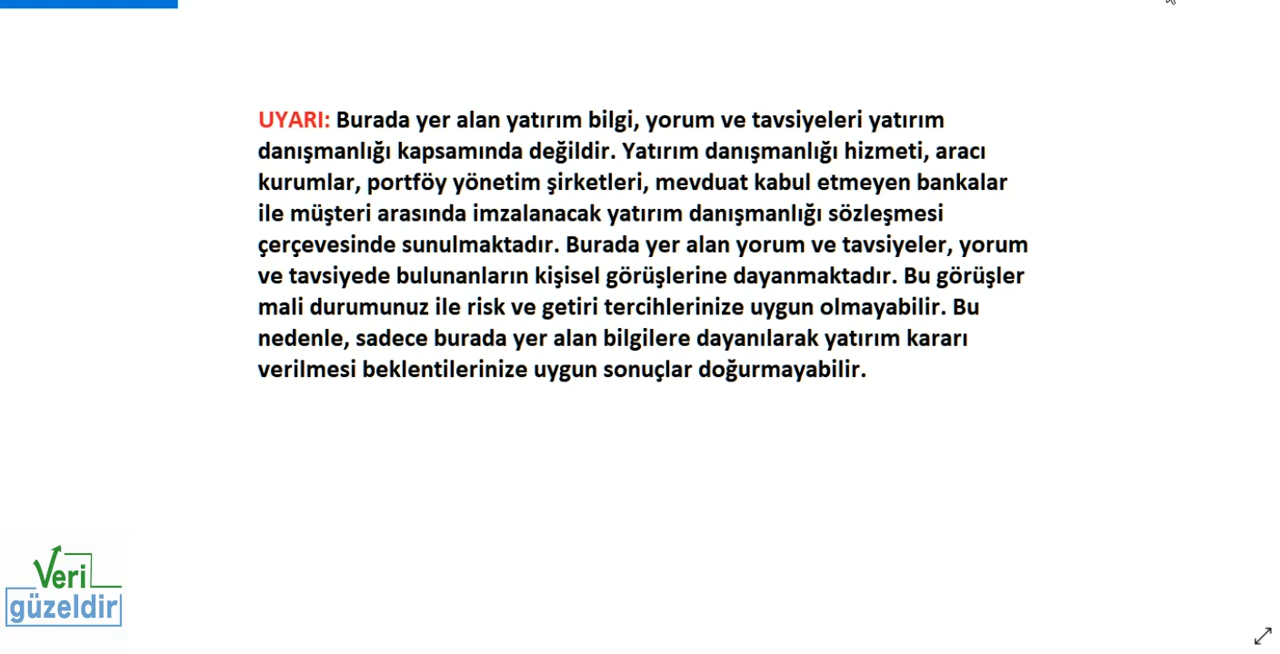 UYARI: Burada yer alan yatırım bilgi, yorum ve tavsiyeleri yatırım
danışmanlığı kapsamında değildir. Yatırım danışmanlığı hizmeti, aracı
kurumlar, portföy yönetim şirketleri, mevduat kabul etmeyen bankalar
ile müşteri arasında imzalanacak yatırım danışmanlığı sözleşmesi
çerçevesinde sunulmaktadır. Burada yer alan yorum ve tavsiyeler, yorum
ve tavsiyede bulunanların kişisel görüşlerine dayanmaktadır. Bu görüşler
mali durumunuz ile risk ve getiri tercihlerinize uygun olmayabilir. Bu
nedenle, sadece burada yer alan bilgilere dayanılarak yatırım kararı
verilmesi beklentilerinize uygun sonuçlar doğurmayabilir.
Veri
güzeldir